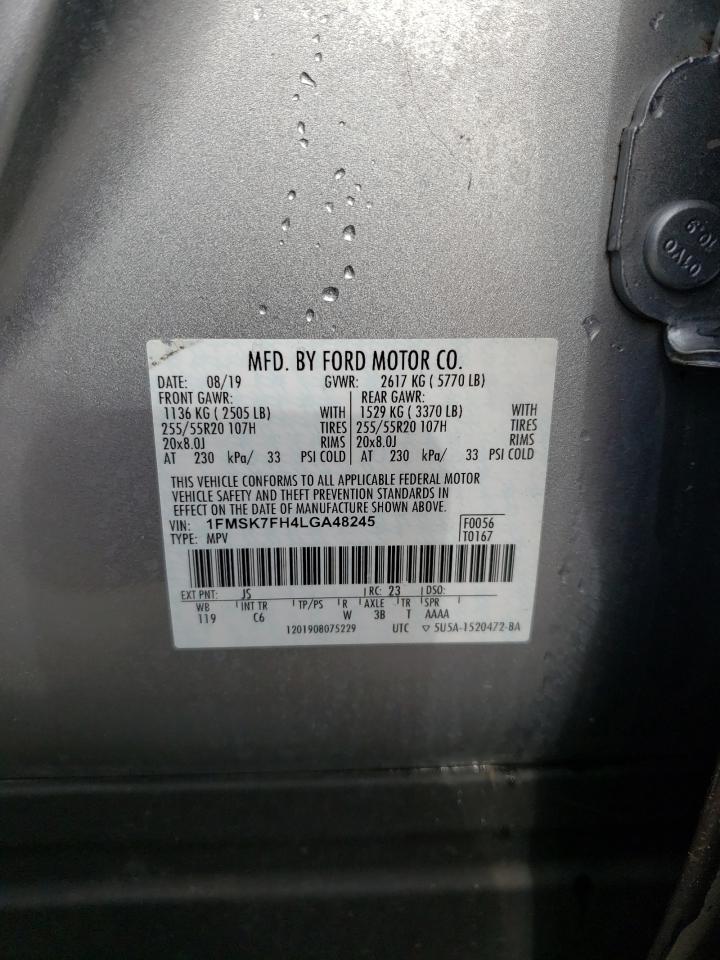 01YO
10.9
MFD. BY FORD MOTOR CO.
DATE: 08/19 GVWR: 2617 KG ( 5770 LB)
FRONT GAWR: REAR GAWR:
1136 KG ( 2505 LB) WITH 1529 KG ( 3370 LB) WITH
255/55R20 107H TIRES 255/55R20 107H TIRES
20x8.0J RIMS 20x8.0J RIMS
AT 230 kPa/ 33 PSI COLD AT 230 kPa/ 33 PSI COLD
THIS VEHICLE CONFORMS TO ALL APPLICABLE FEDERAL MOTOR
VEHICLE SAFETY AND THEFT PREVENTION STANDARDS IN
EFFECT ON THE DATE OF MANUFACTURE SHOWN ABOVE.
VIN: 1FMSK7FH4LGA48245 F0056
TYPE: MPV T0167
EXT PNT: JS RC: 23 DSO:
WB INT TR TP/PS R AXLE TR SPR
119 C6 W 3B T AAAA
1201908075229 UTC ▽ 5U5A-1520472-BA